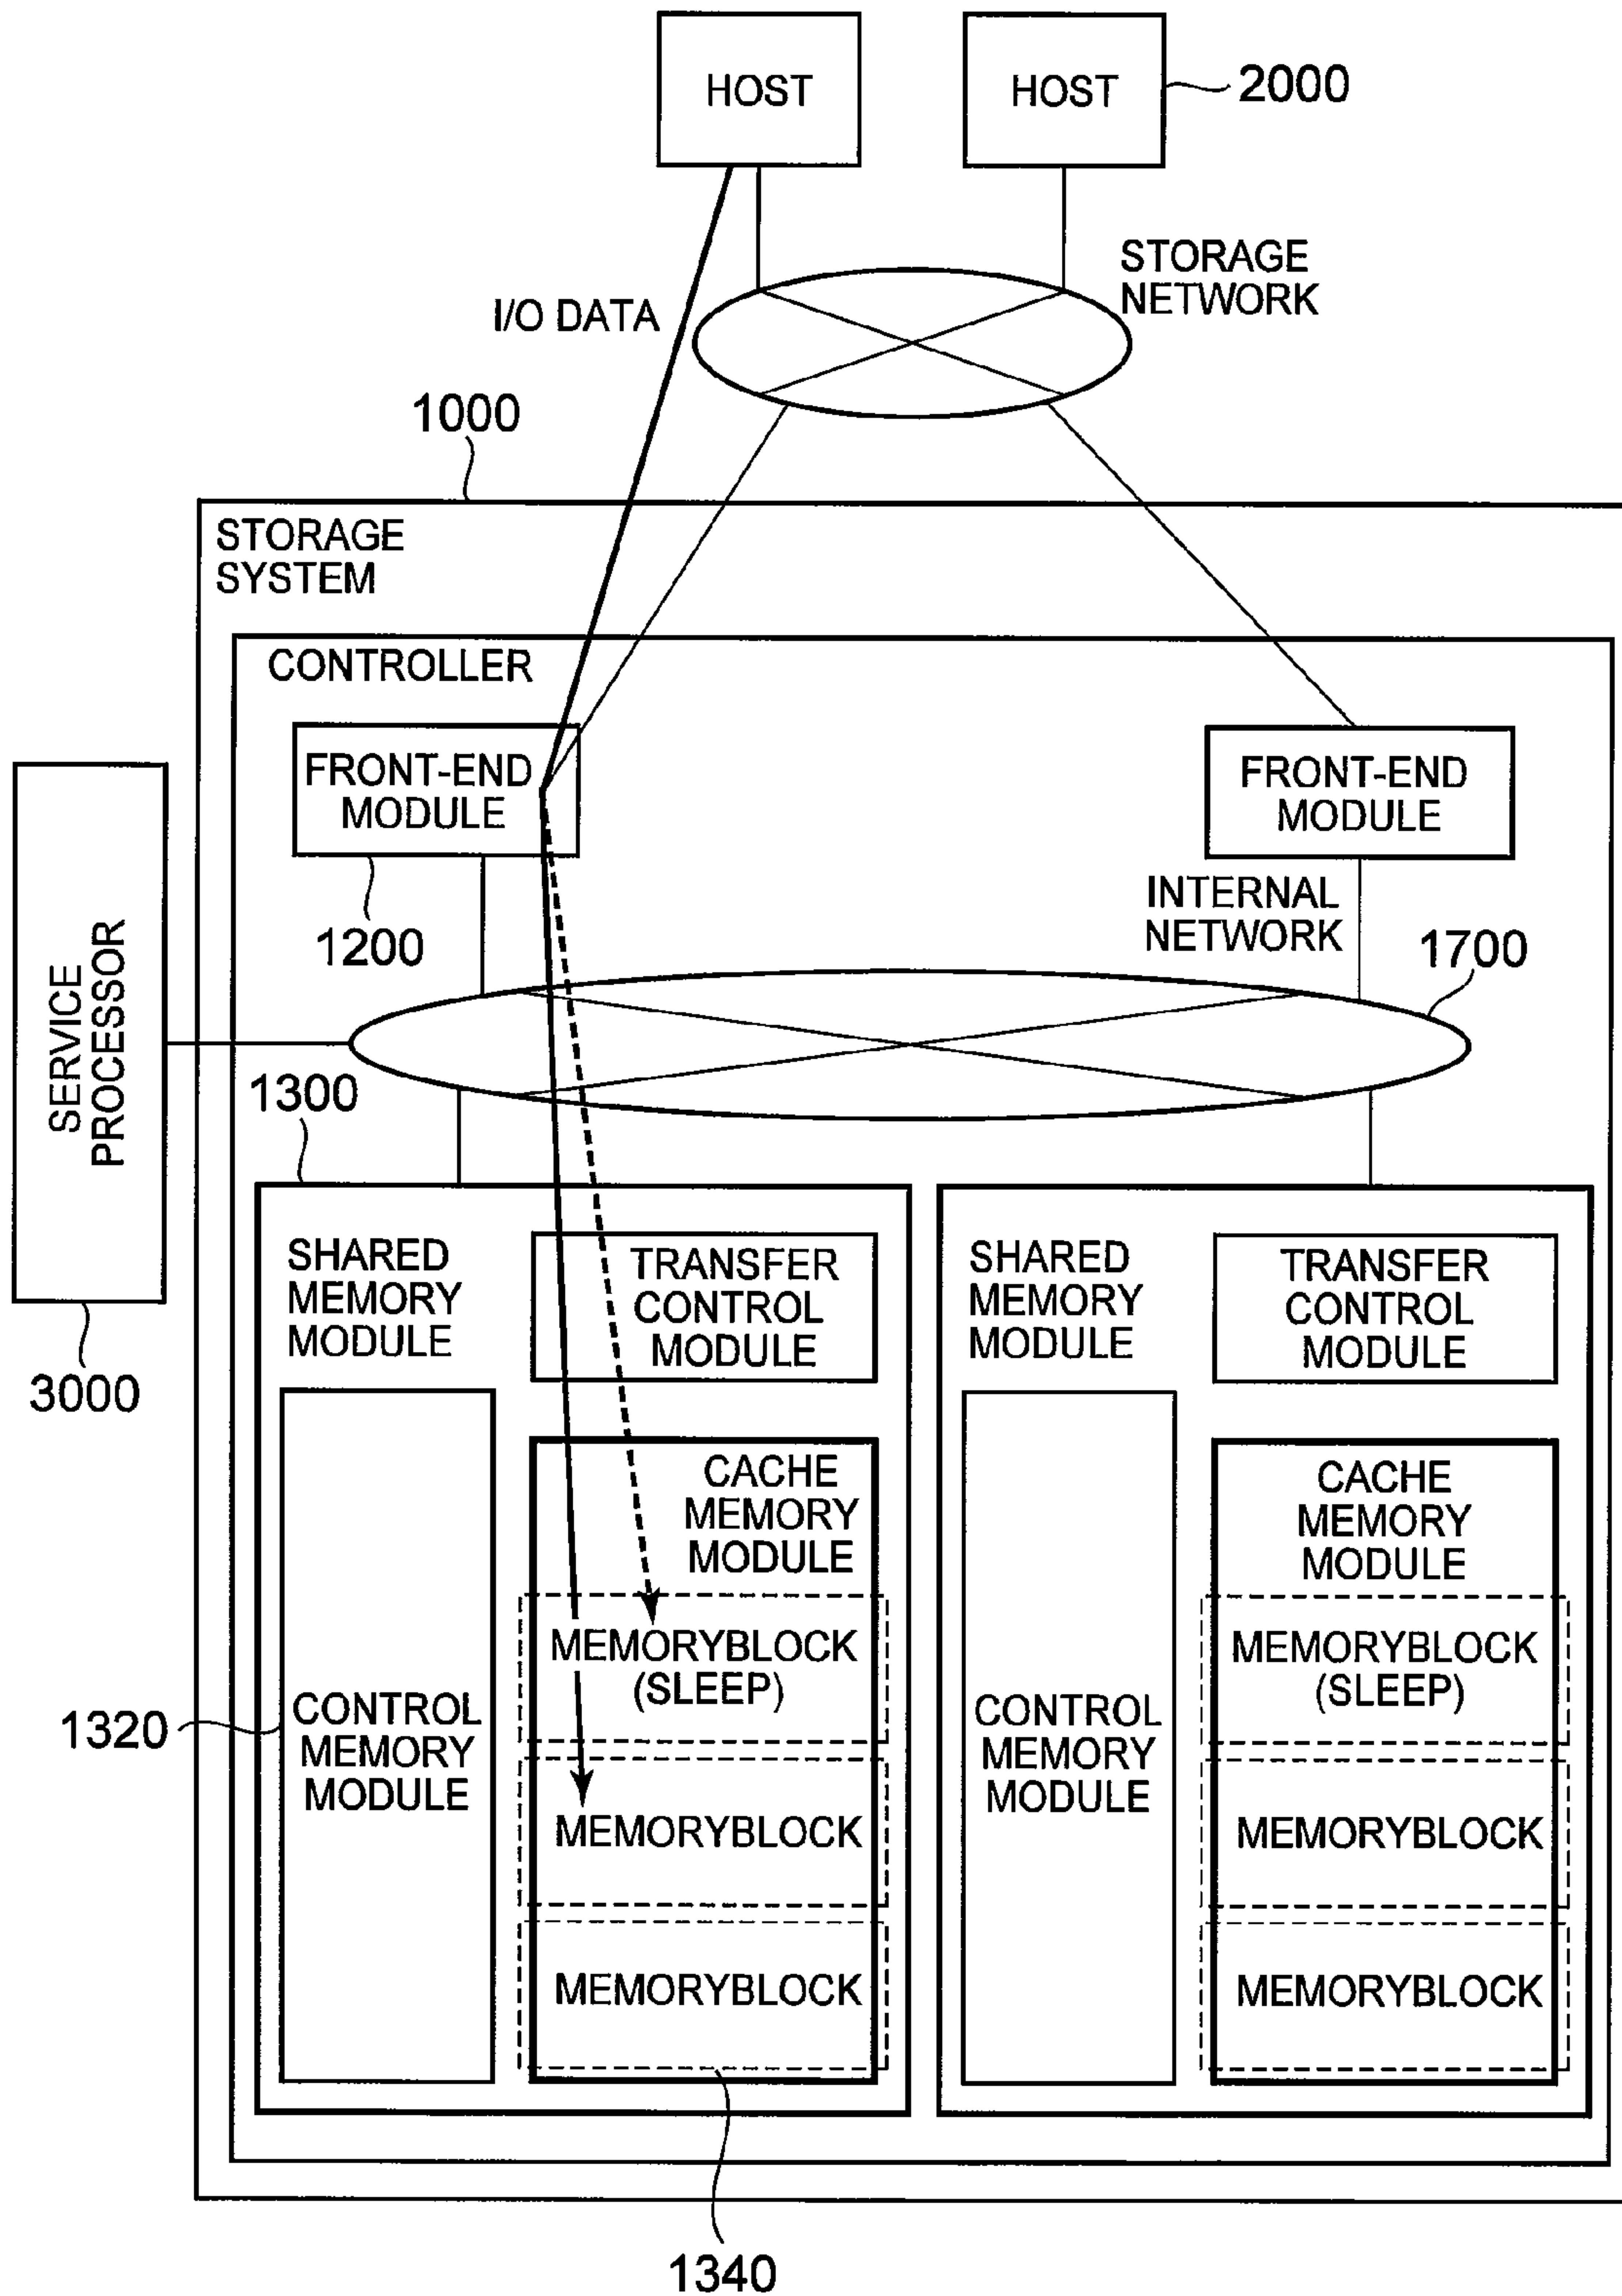 HOST
HOST
2000
STORAGE
NETWORK
I/O DATA
1000
STORAGE
SYSTEM
CONTROLLER
FRONT-END
MODULE
FRONT-END
MODULE
1200
INTERNAL
NETWORK
1700
SERVICE
PROCESSOR
3000
1300
SHARED
MEMORY
MODULE
TRANSFER
CONTROL
MODULE
SHARED
MEMORY
MODULE
TRANSFER
CONTROL
MODULE
CACHE
MEMORY
MODULE
CACHE
MEMORY
MODULE
MEMORYBLOCK
(SLEEP)
MEMORYBLOCK
(SLEEP)
1320
CONTROL
MEMORY
MODULE
CONTROL
MEMORY
MODULE
MEMORYBLOCK
MEMORYBLOCK
MEMORYBLOCK
MEMORYBLOCK
1340